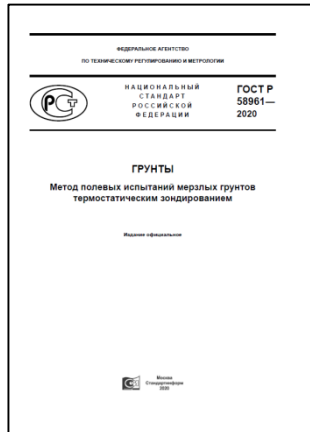 ФЕДЕРАЛЬНОЕ АГЕНТСТВО
ПО ТЕХНИЧЕСКОМУ РЕГУЛИРОВАНИЮ И МЕТРОЛОГИИ
НАЦИОНАЛЬНЫЙ
СТАНДАРТ
РОССИЙСКОЙ
ФЕДЕРАЦИИ
ГОСТ Р
58961—
2020
ГРУНТЫ
Метод полевых испытаний мерзлых грунтов
термостатическим зондированием
Издание официальное
Москва
Стандартинформ
2020